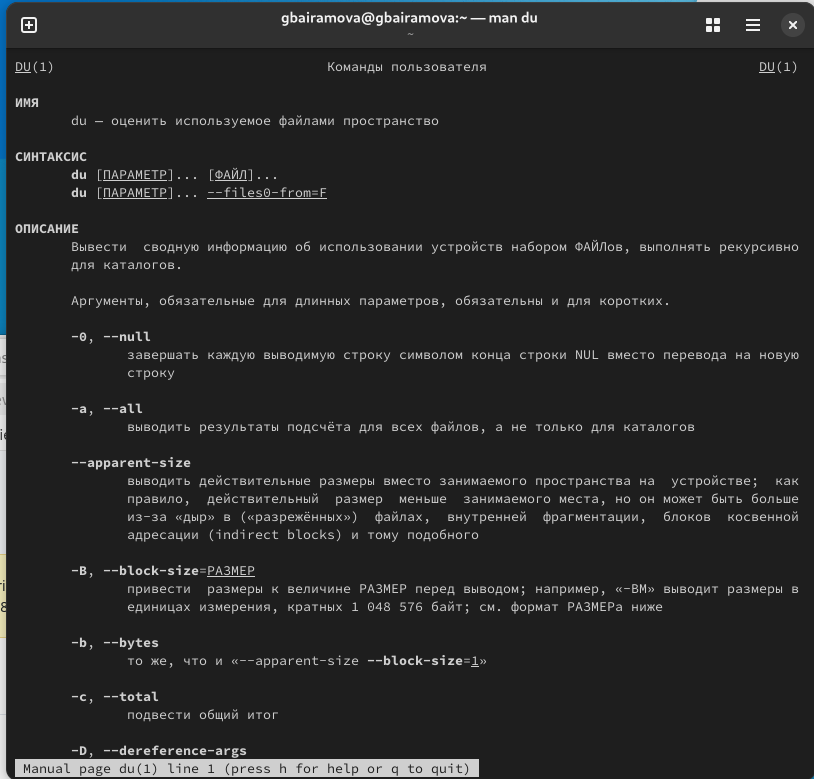 gbairamova@gbairamova:~ — man du
~
DU(1) Команды пользователя DU(1)
ИМЯ
du – оценить используемое файлами пространство
СИНТАКСИС
du [ПАРАМЕТР]... [ФАЙЛ]...
du [ПАРАМЕТР]... --files0-from=F
ОПИСАНИЕ
Вывести сводную информацию об использовании устройств набором ФАЙЛов, выполнять рекурсивно
для каталогов.
Аргументы, обязательные для длинных параметров, обязательны и для коротких.
-0, --null
завершать каждую выводимую строку символом конца строки NUL вместо перевода на новую
строку
-a, --all
выводить результаты подсчёта для всех файлов, а не только для каталогов
--apparent-size
выводить действительные размеры вместо занимаемого пространства на устройстве; как
правило, действительный размер меньше занимаемого места, но он может быть больше
из-за «дыр» в («разрежённых») файлах, внутренней фрагментации, блоков косвенной
адресации (indirect blocks) и тому подобного
-B, --block-size=РАЗМЕР
привести размеры к величине РАЗМЕР перед выводом; например, «-BM» выводит размеры в
единицах измерения, кратных 1 048 576 байт; см. формат РАЗМЕРа ниже
-b, --bytes
то же, что и «--apparent-size --block-size=1»
-c, --total
подвести общий итог
-D, --dereference-args
Manual page du(1) line 1 (press h for help or q to quit)